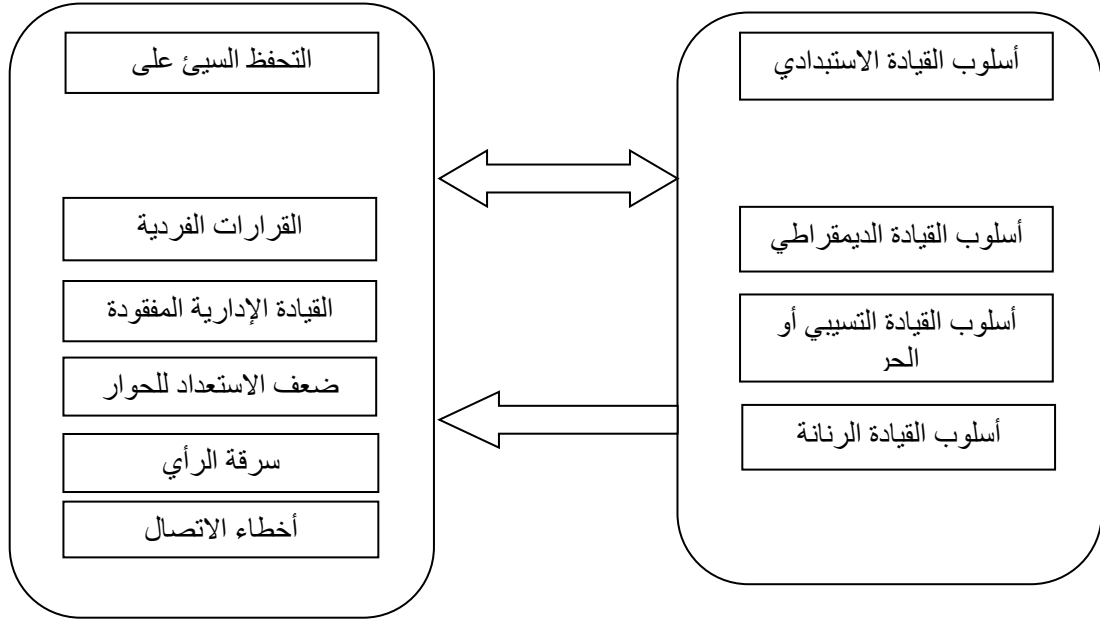 أسلوب القيادة الاستبدادي
أسلوب القيادة الديمقراطي
أسلوب القيادة التسيبي أو
الحر
أسلوب القيادة الرنانة
التحفظ السيئ على
القرارات الفردية
القيادة الإدارية المفقودة
ضعف الاستعداد للحوار
سرقة الرأي
أخطاء الاتصال